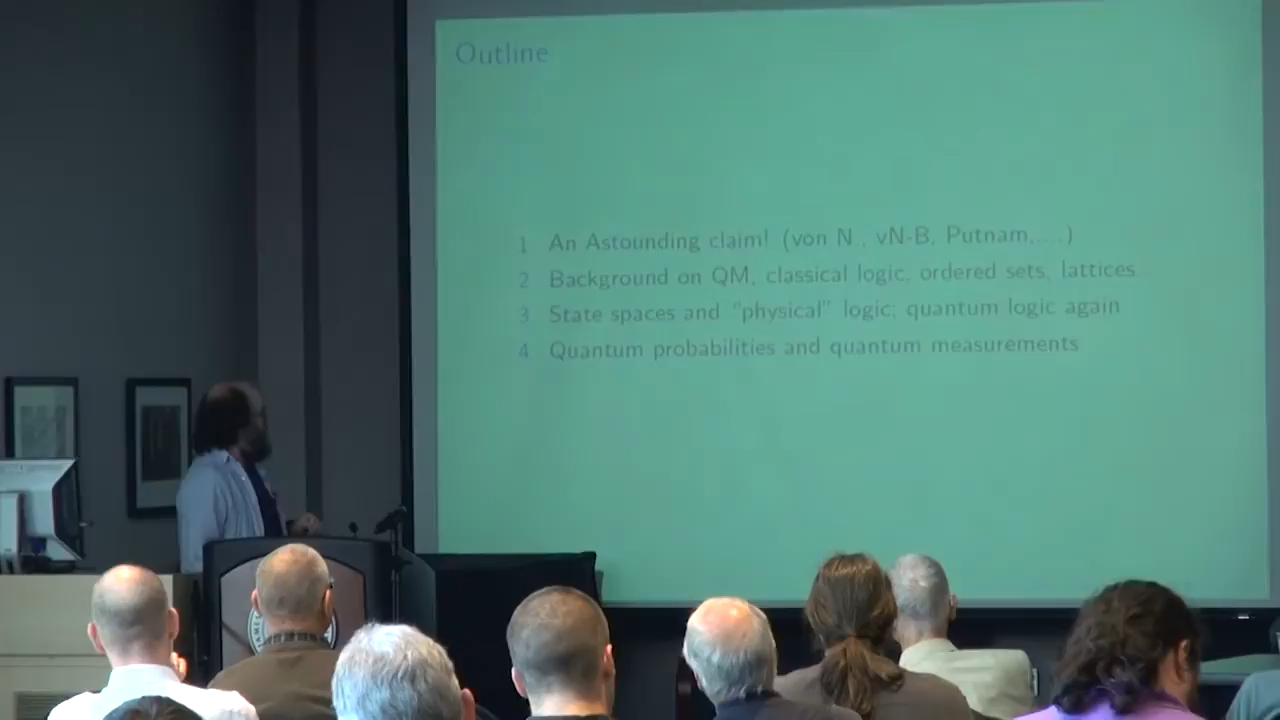 Outline
1 An Astounding claim! (von N., vN-B, Putnam,....)
2 Background on QM, classical logic, ordered sets, lattices
3 State spaces and "physical" logic; quantum logic again
4 Quantum probabilities and quantum measurements